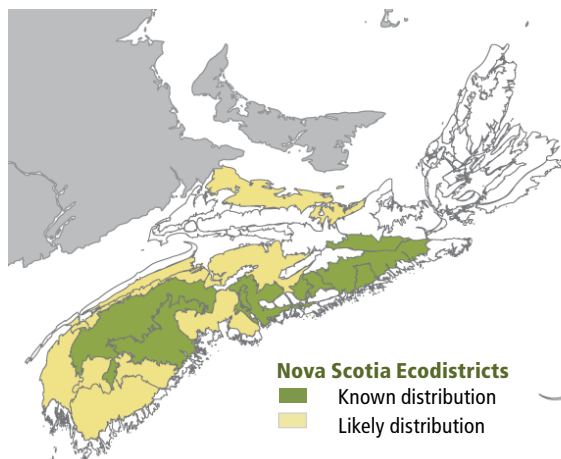 Nova Scotia Ecodistricts
Known distribution
Likely distribution